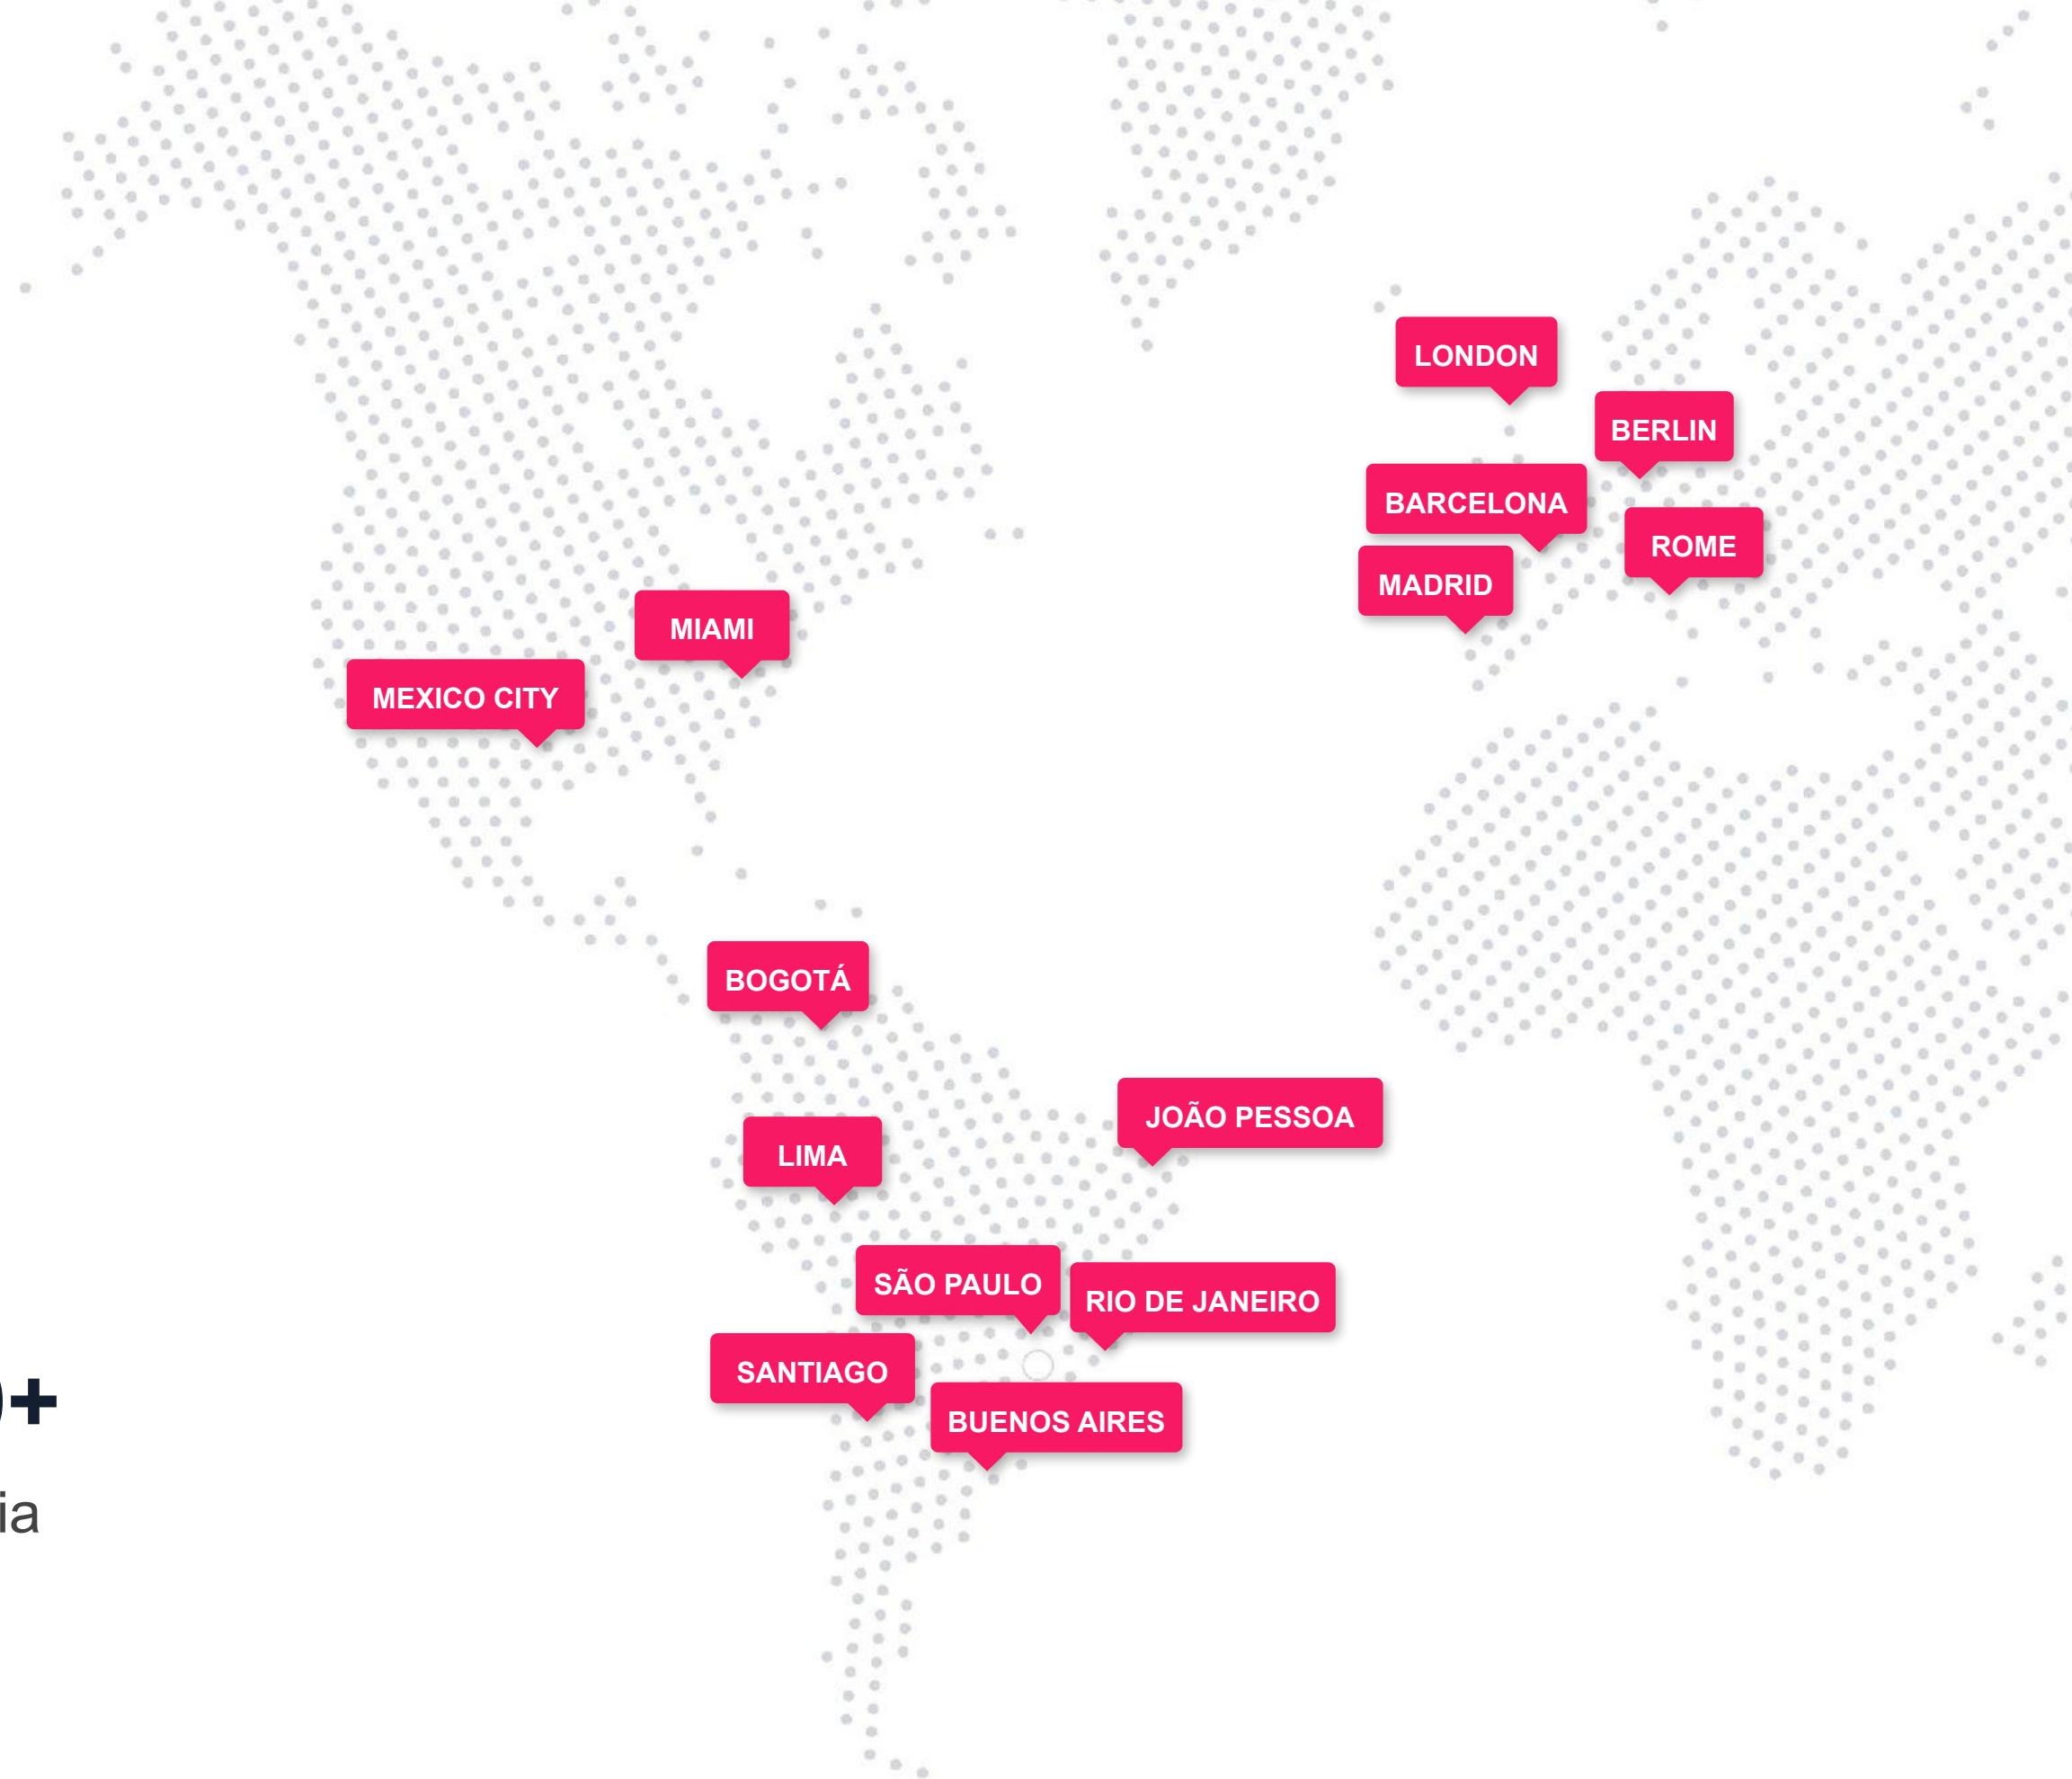 LONDON
BERLIN
BARCELONA
ROME
MADRID
MIAMI
MEXICO CITY
BOGOTÁ
JOÃO PESSOA
LIMA
SÃO PAULO
RIO DE JANEIRO
SANTIAGO
BUENOS AIRES
+
ia